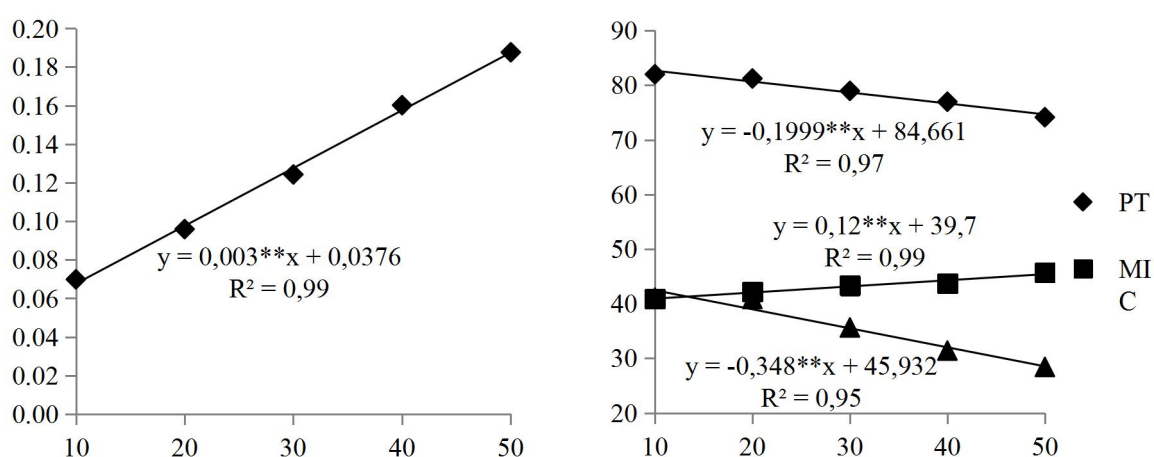 0.20
0.18
0.16
0.14
0.12
0.10
0.08
0.06
0.04
0.02
0.00
10 20 30 40 50
y = 0,003**x + 0,0376
R² = 0,99
90
80
70
60
50
40
30
20
10 20 30 40 50
y = -0,1999**x + 84,661
R² = 0,97
y = 0,12**x + 39,7
R² = 0,99
y = -0,348**x + 45,932
R² = 0,95
PT
MI
C